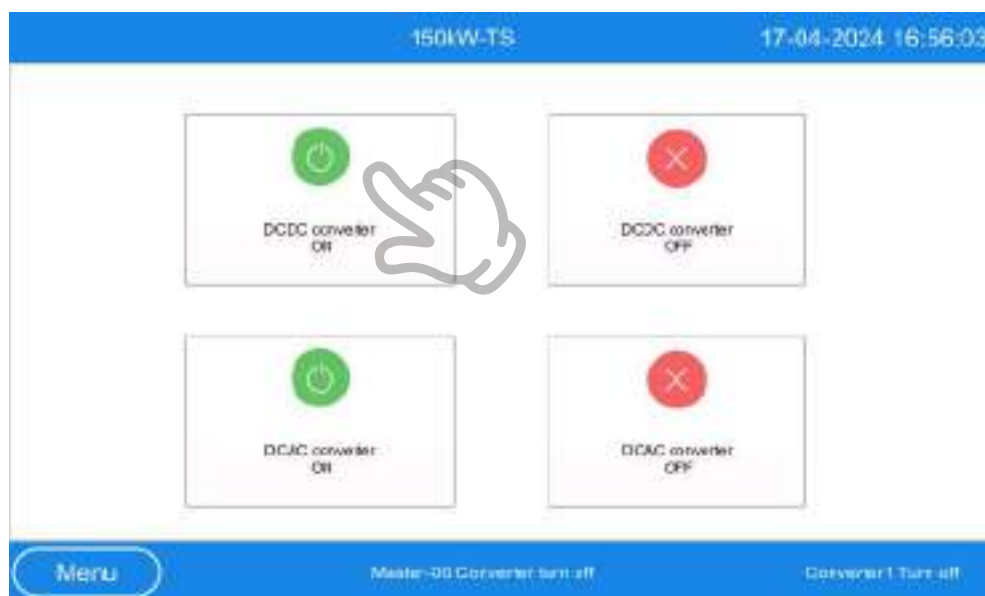 150kW-TS 17-04-2024 16:56:03
DCDC converter
ON
DCDC converter
OFF
DCAC converter
ON
DCAC converter
OFF
Menu Master-00 Converter turn off Converter1 Turn off